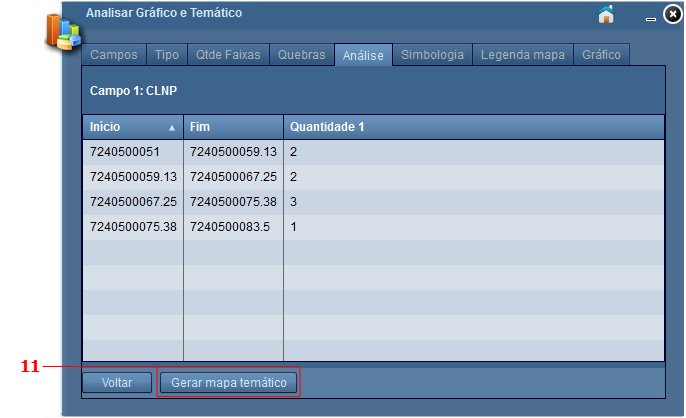 Analisar Gráfico e Temático
Campos Tipo Qtde Faixas Quebras Análise Simbologia Legenda mapa Gráfico
Campo 1: CLNP
Início Fim Quantidade 1
7240500051 7240500059.13 2
7240500059.13 7240500067.25 2
7240500067.25 7240500075.38 3
7240500075.38 7240500083.5 1
11
Voltar Gerar mapa temático